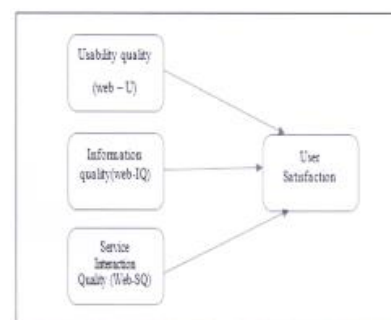 Usability quality
(web – U)
Information
quality(web-IQ)
User
Satisfaction
Service
Interaction
Quality (Web-SQ)